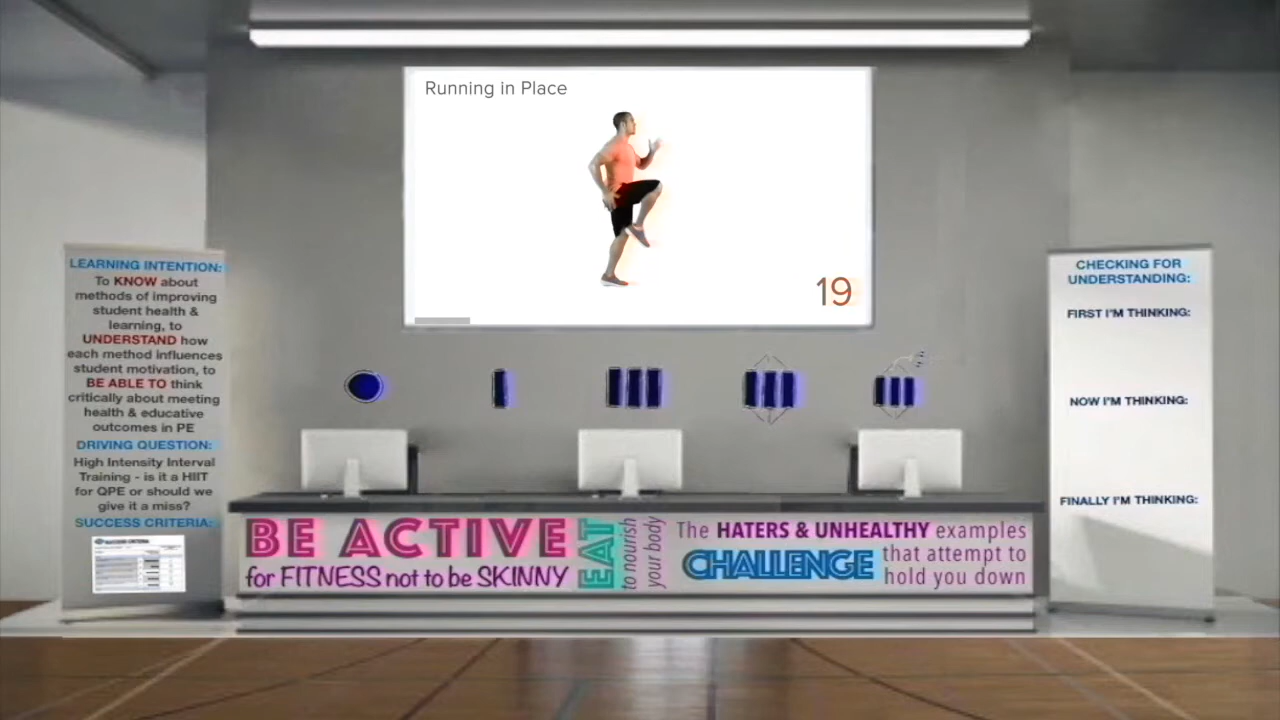 Running in Place
19
LEARNING INTENTION:
To KNOW about
methods of improving
student health &
learning, to
UNDERSTAND how
each method influences
student motivation, to
BE ABLE TO think
critically about meeting
health & educative
outcomes in PE
DRIVING QUESTION:
High Intensity Interval
Training - is it a HIIT
for QPE or should we
give it a miss?
SUCCESS CRITERIA:
SUCCESS CRITERIA
BE ACTIVE
for FITNESS not to be SKINNY
EAT
to nourish
your body
The HATERS & UNHEALTHY examples
CHALLENGE
that attempt to
hold you down
CHECKING FOR
UNDERSTANDING:
FIRST I'M THINKING:
NOW I'M THINKING:
FINALLY I'M THINKING: